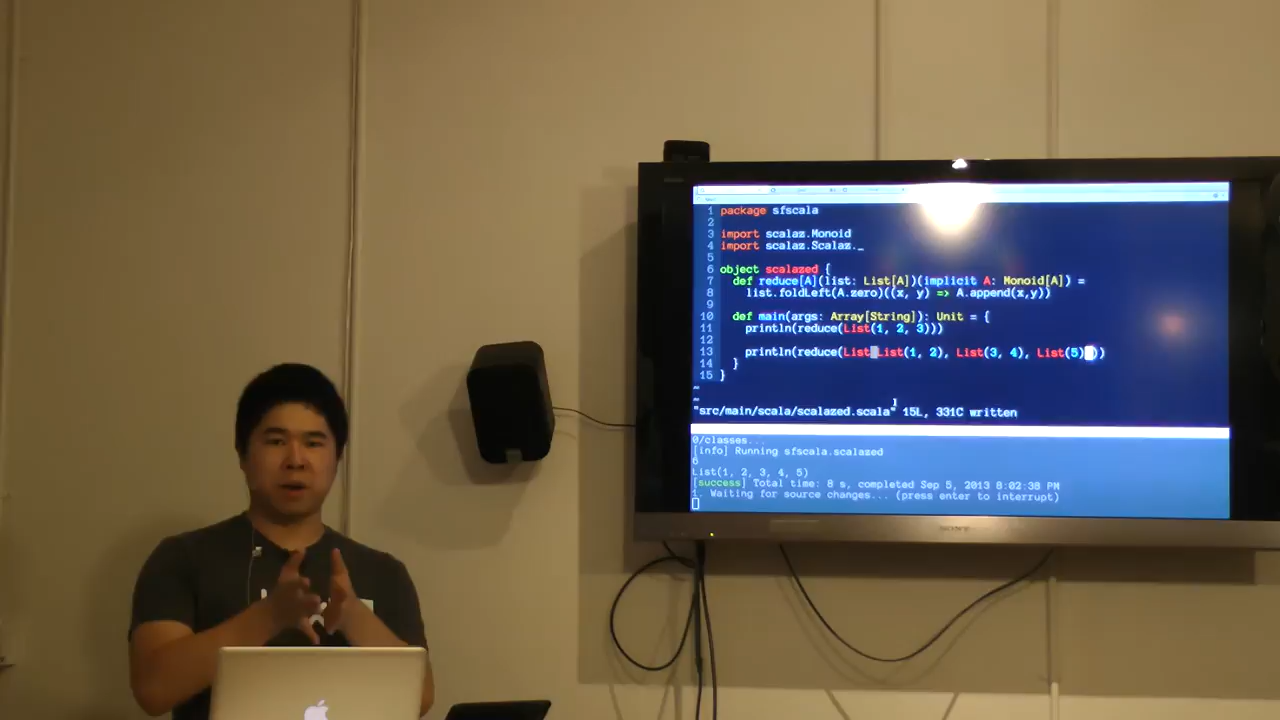 1 package sfscala
2
3 import scalaz.Monoid
4 import scalaz.Scalaz._
5
6 object scalazed {
7 def reduce[A](list: List[A])(implicit A: Monoid[A]) =
8 list.foldLeft(A.zero)((x, y) => A.append(x,y))
9
10 def main(args: Array[String]): Unit = {
11 println(reduce(List(1, 2, 3)))
12
13 println(reduce(List(List(1, 2), List(3, 4), List(5))))
14 }
15 }
~
~
"src/main/scala/scalazed.scala" 15L, 331C written
0/classes...
[info] Running sfscala.scalazed
6
List(1, 2, 3, 4, 5)
[success] Total time: 8 s, completed Sep 5, 2013 8:02:38 PM
1. Waiting for source changes... (press enter to interrupt)
SONY